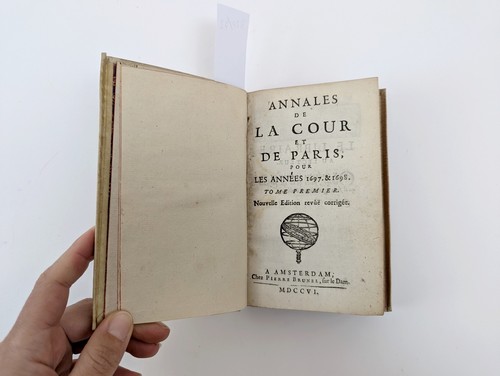 ANNALES
DE
LA COUR
ET
DE PARIS,
POUR
LES ANNÉES 1697. & 1698.
TOME PREMIER.
Nouvelle Edition revûë corrigée.
A AMSTERDAM,
Chez PIERRE BRUNEL, sur le Dam.
MDCCVI.